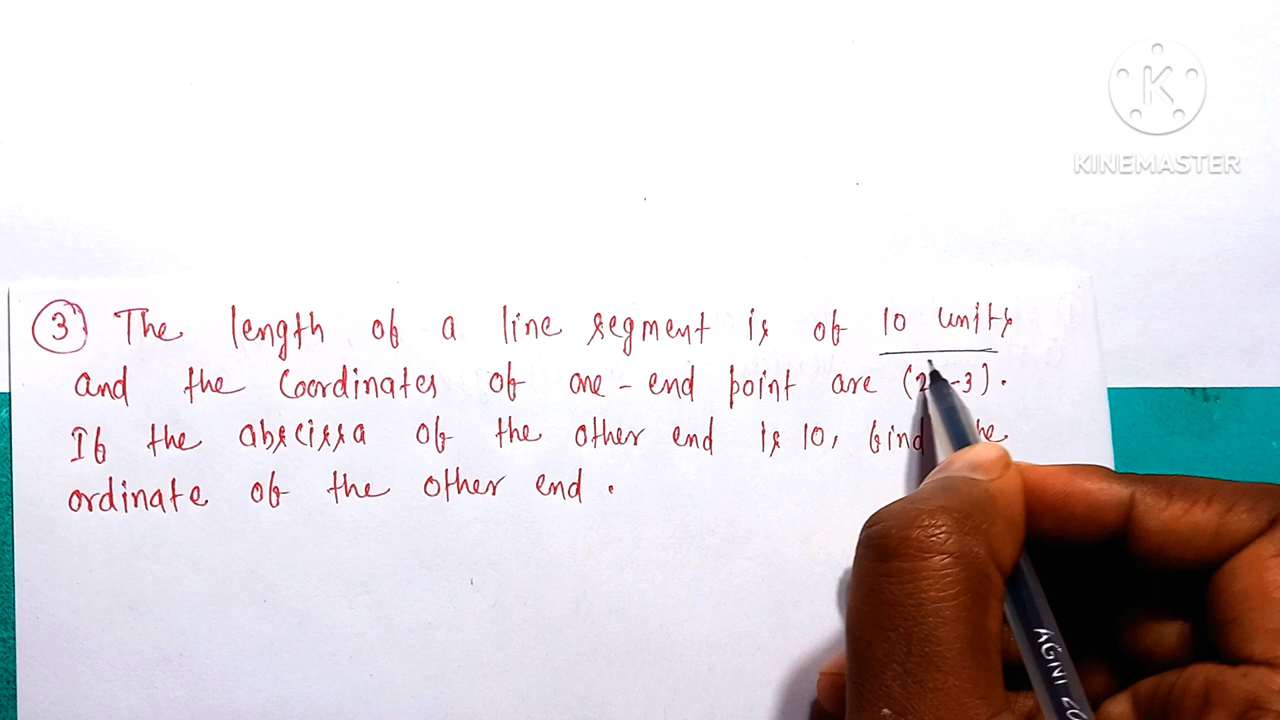 KINEMASTER
3 The length of a line segment is of 10 units
and the coordinates of one-end point are (2, -3).
If the abscissa of the other end is 10, find the
ordinate of the other end.
AGNI